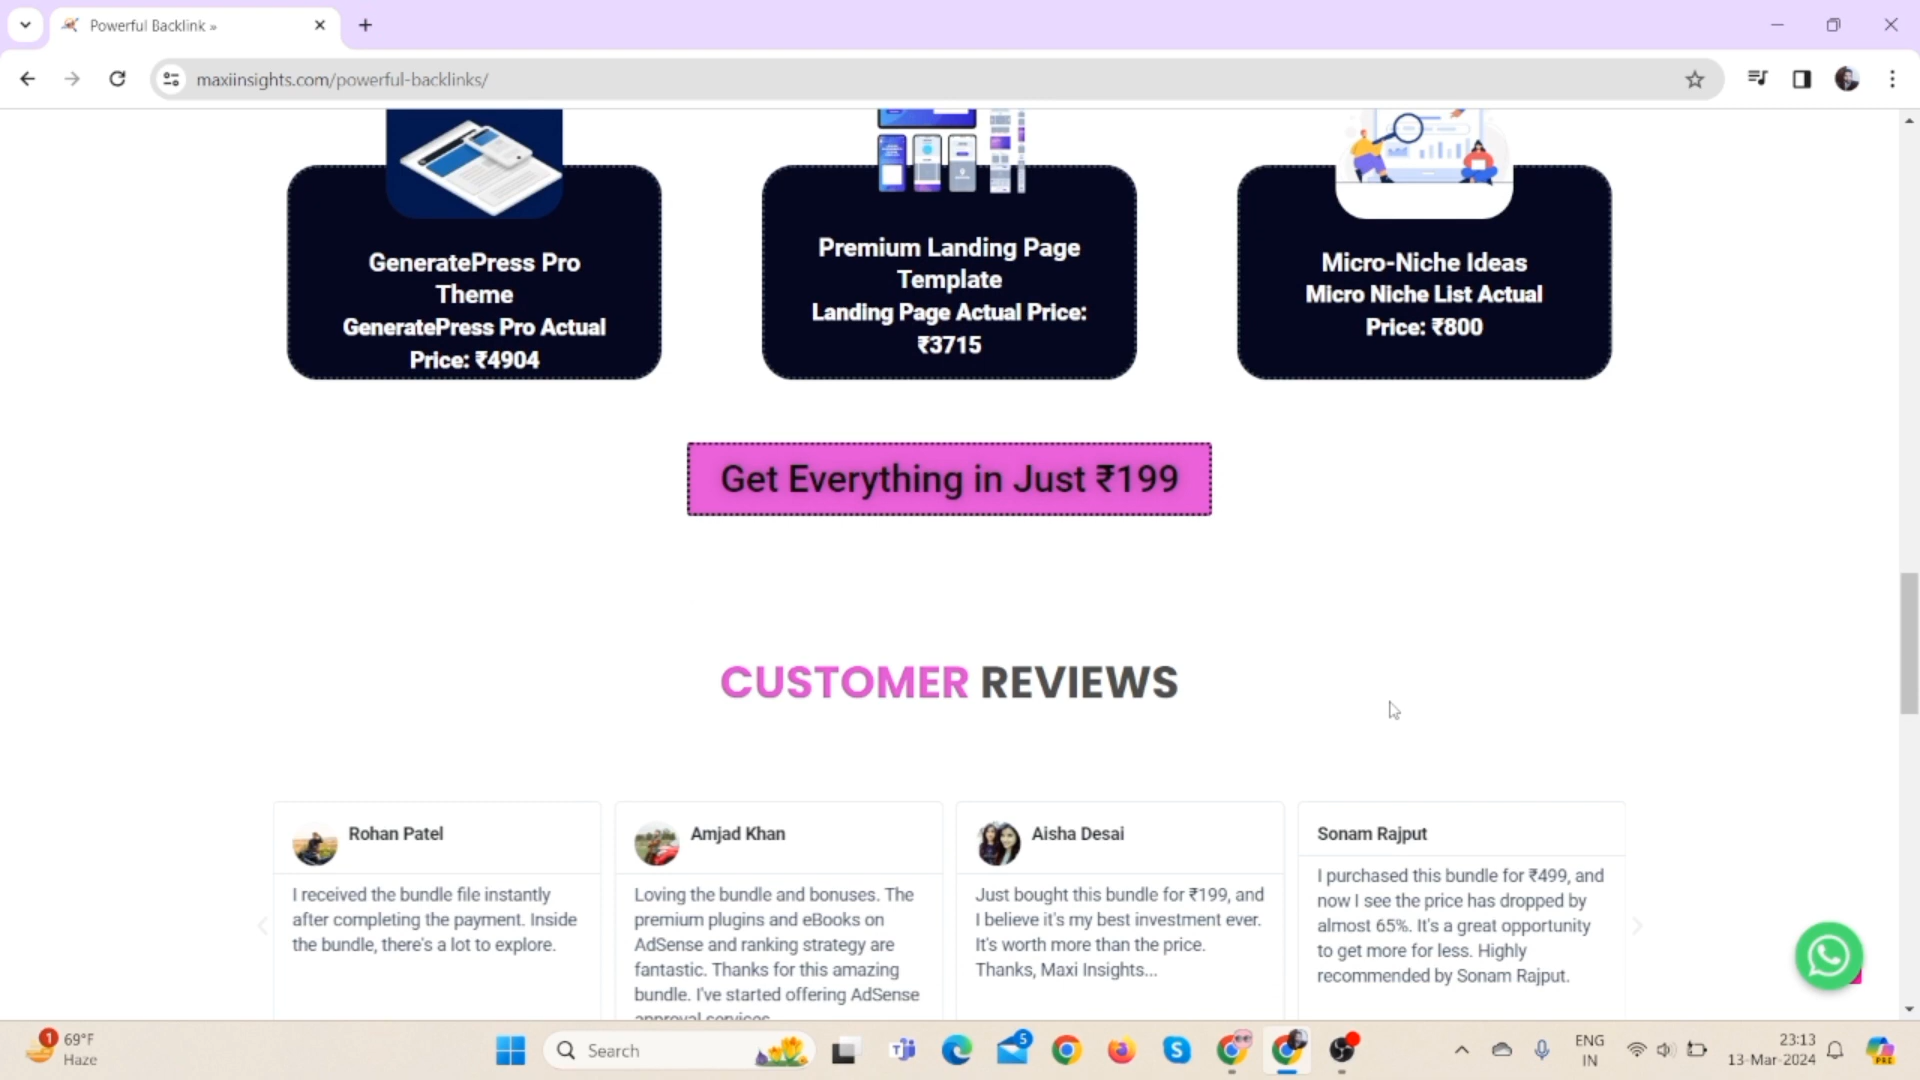 Powerful Backlink »
maxiinsights.com/powerful-backlinks/
GeneratePress Pro
Theme
GeneratePress Pro Actual
Price: ₹4904
Premium Landing Page
Template
Landing Page Actual Price:
₹3715
Micro-Niche Ideas
Micro Niche List Actual
Price: ₹800
Get Everything in Just ₹199
CUSTOMER REVIEWS
Rohan Patel
I received the bundle file instantly
after completing the payment. Inside
the bundle, there's a lot to explore.
Amjad Khan
Loving the bundle and bonuses. The
premium plugins and eBooks on
AdSense and ranking strategy are
fantastic. Thanks for this amazing
bundle. I've started offering AdSense
approval services
Aisha Desai
Just bought this bundle for ₹199, and
I believe it's my best investment ever.
It's worth more than the price.
Thanks, Maxi Insights...
Sonam Rajput
I purchased this bundle for ₹499, and
now I see the price has dropped by
almost 65%. It's a great opportunity
to get more for less. Highly
recommended by Sonam Rajput.
1
69°F
Haze
Search
5
ENG
IN
23:13
13-Mar-2024
PRE